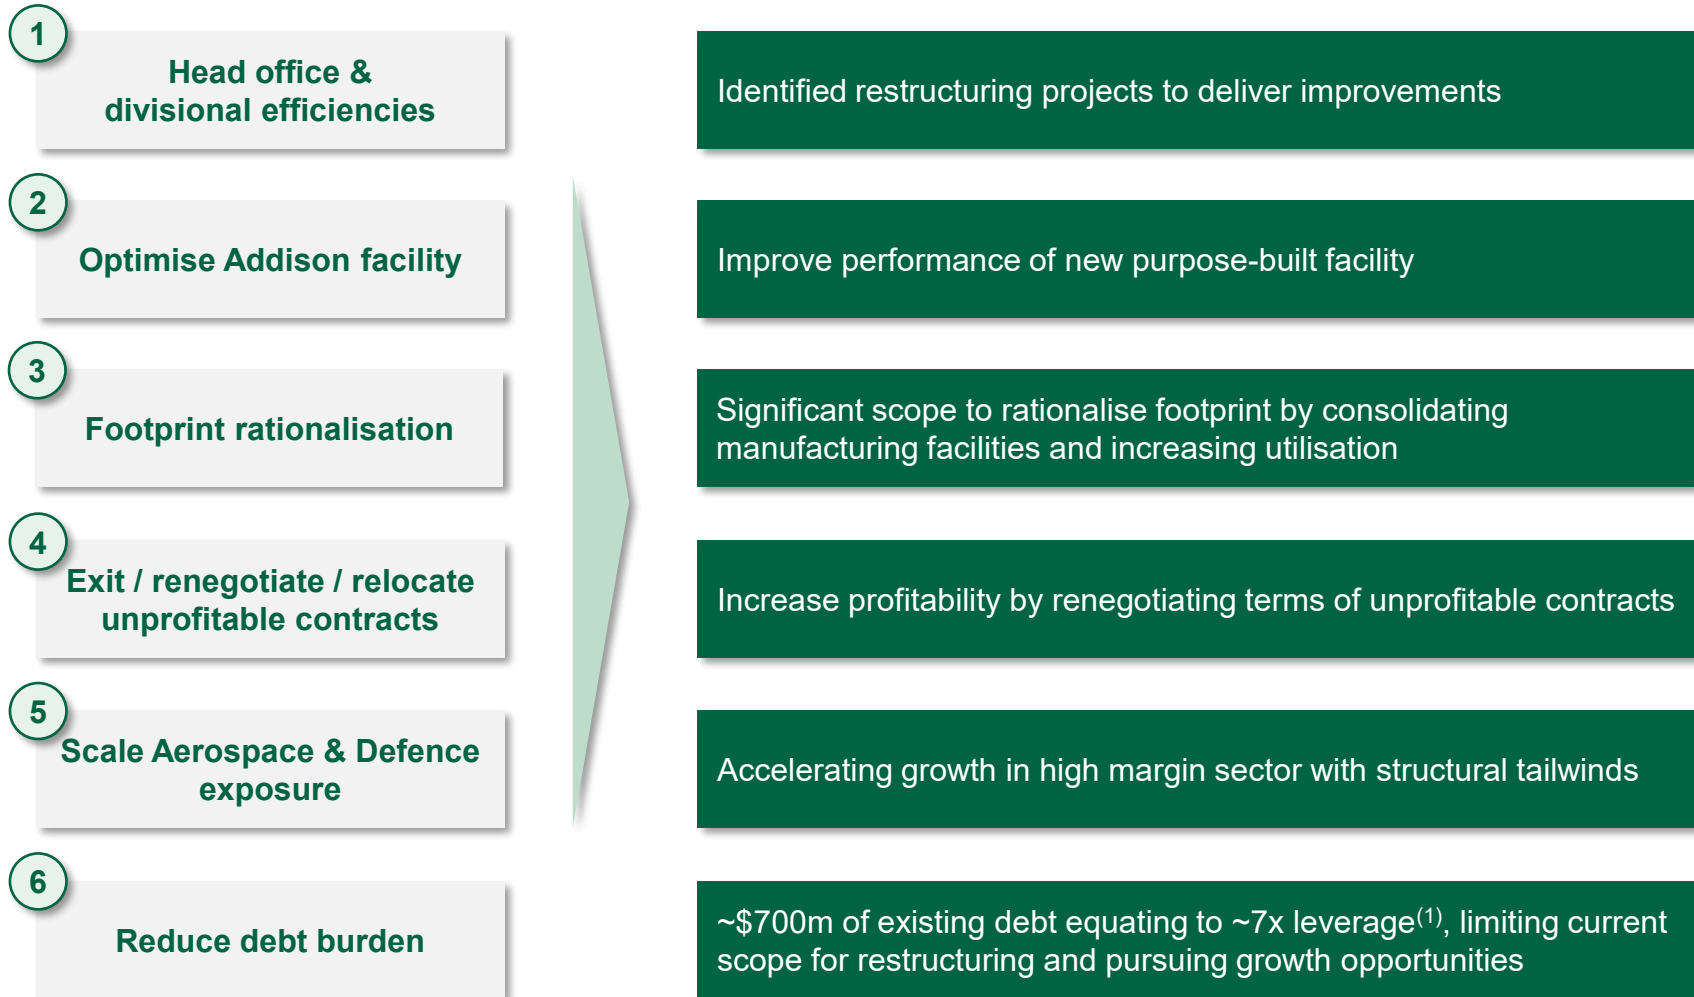 1
Head office &
divisional efficiencies
Identified restructuring projects to deliver improvements
2
Optimise Addison facility
Improve performance of new purpose-built facility
3
Footprint rationalisation
Significant scope to rationalise footprint by consolidating
manufacturing facilities and increasing utilisation
4
Exit / renegotiate / relocate
unprofitable contracts
Increase profitability by renegotiating terms of unprofitable contracts
5
Scale Aerospace & Defence
exposure
Accelerating growth in high margin sector with structural tailwinds
6
Reduce debt burden
~$700m of existing debt equating to ~7x leverage(1), limiting current
scope for restructuring and pursuing growth opportunities